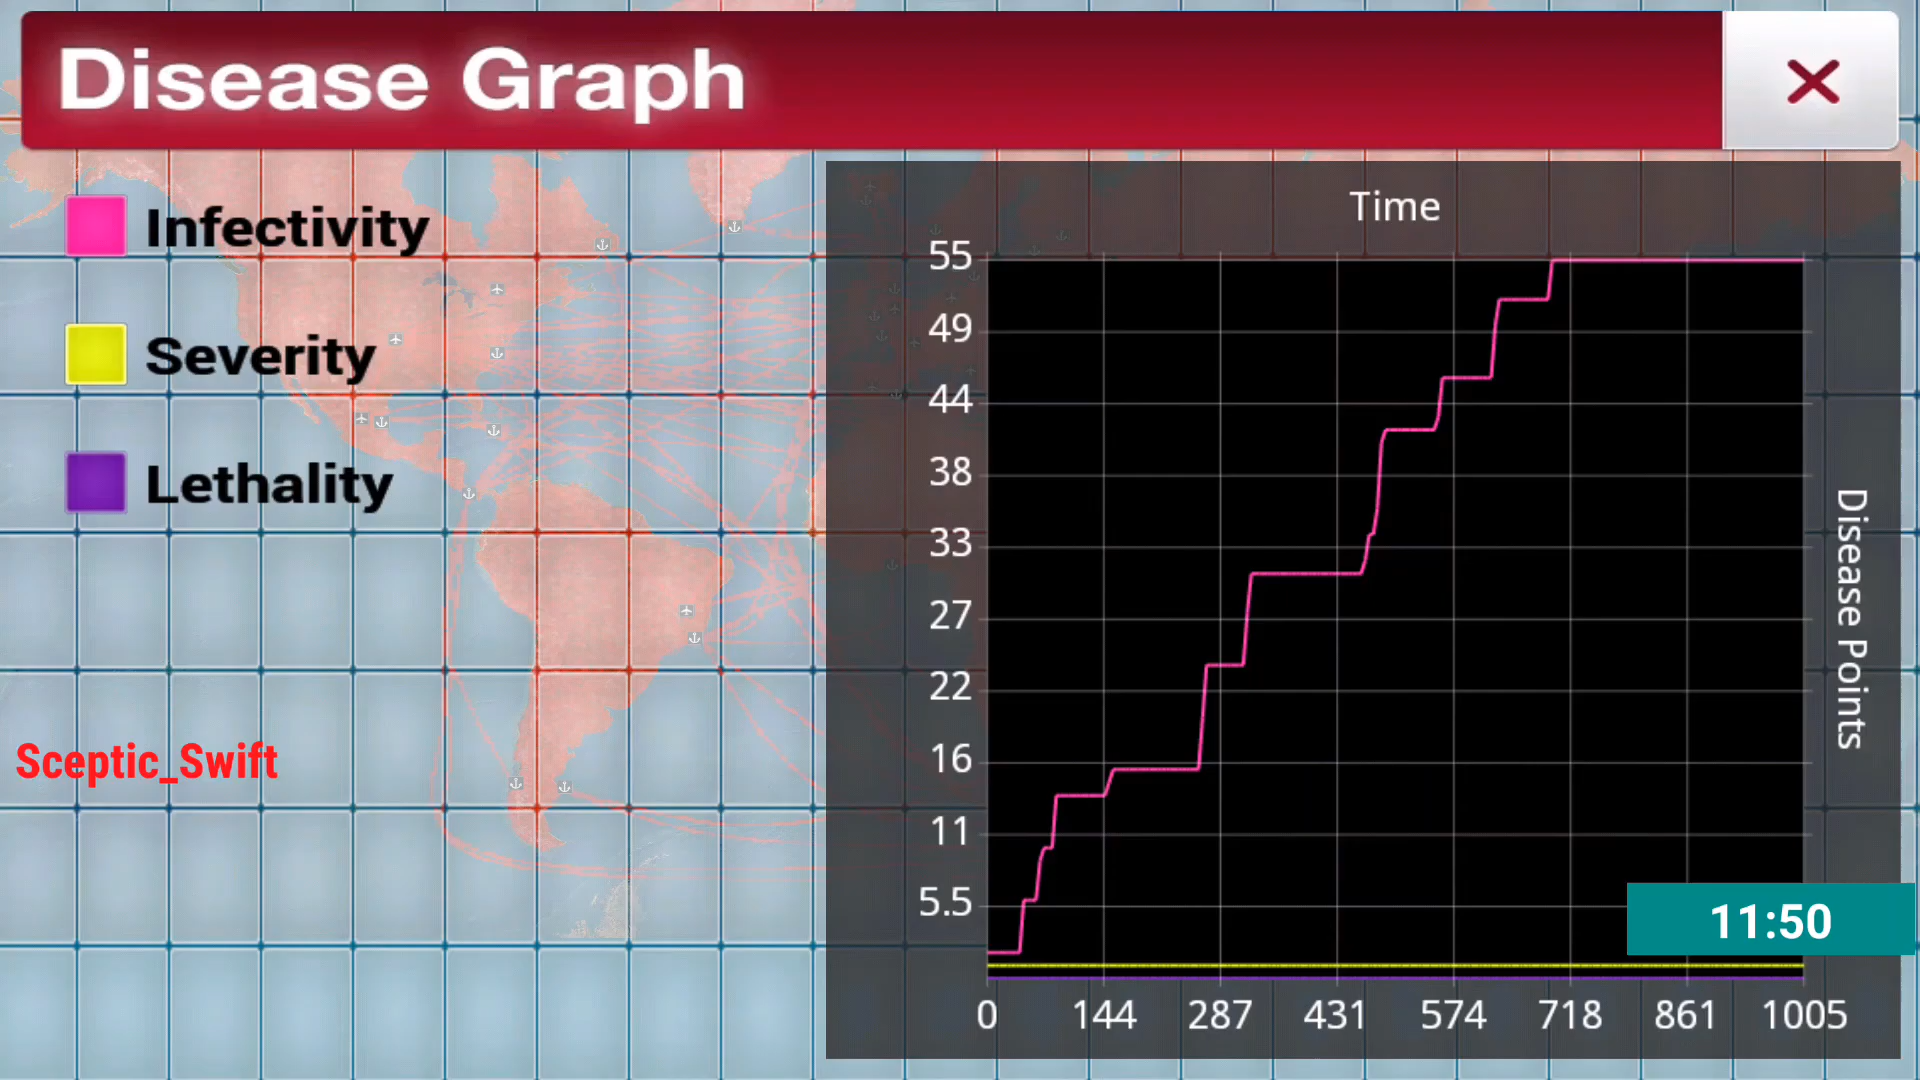 Disease Graph
Infectivity
Severity
Lethality
Sceptic_Swift
Time
55
49
44
38
33
27
22
16
11
5.5
0 144 287 431 574 718 861 1005
Disease Points
11:50